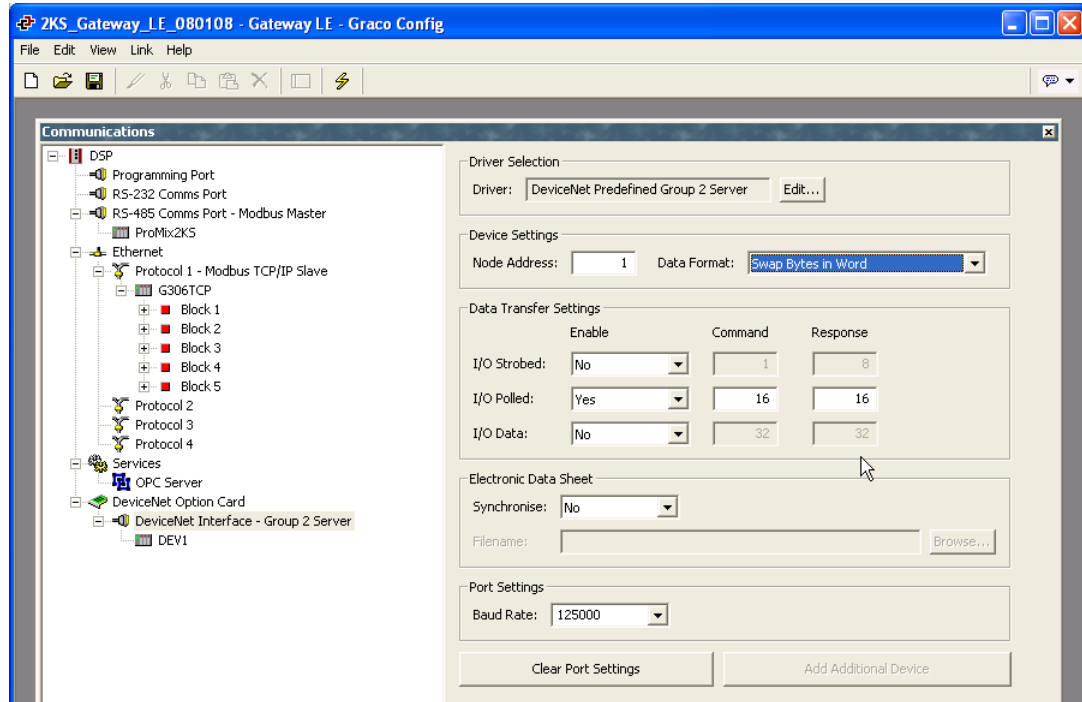 2KS_Gateway_LE_080108 - Gateway LE - Graco Config
File Edit View Link Help
Communications
DSP
Programming Port
RS-232 Comms Port
RS-485 Comms Port - Modbus Master
ProMix2KS
Ethernet
Protocol 1 - Modbus TCP/IP Slave
G306TCP
Block 1
Block 2
Block 3
Block 4
Block 5
Protocol 2
Protocol 3
Protocol 4
Services
OPC Server
DeviceNet Option Card
DeviceNet Interface - Group 2 Server
DEV1
Driver Selection
Driver: DeviceNet Predefined Group 2 Server Edit...
Device Settings
Node Address: 1 Data Format: Swap Bytes in Word
Data Transfer Settings
Enable Command Response
I/O Strobed: No 1 8
I/O Polled: Yes 16 16
I/O Data: No 32 32
Electronic Data Sheet
Synchronise: No
Filename: Browse...
Port Settings
Baud Rate: 125000
Clear Port Settings Add Additional Device